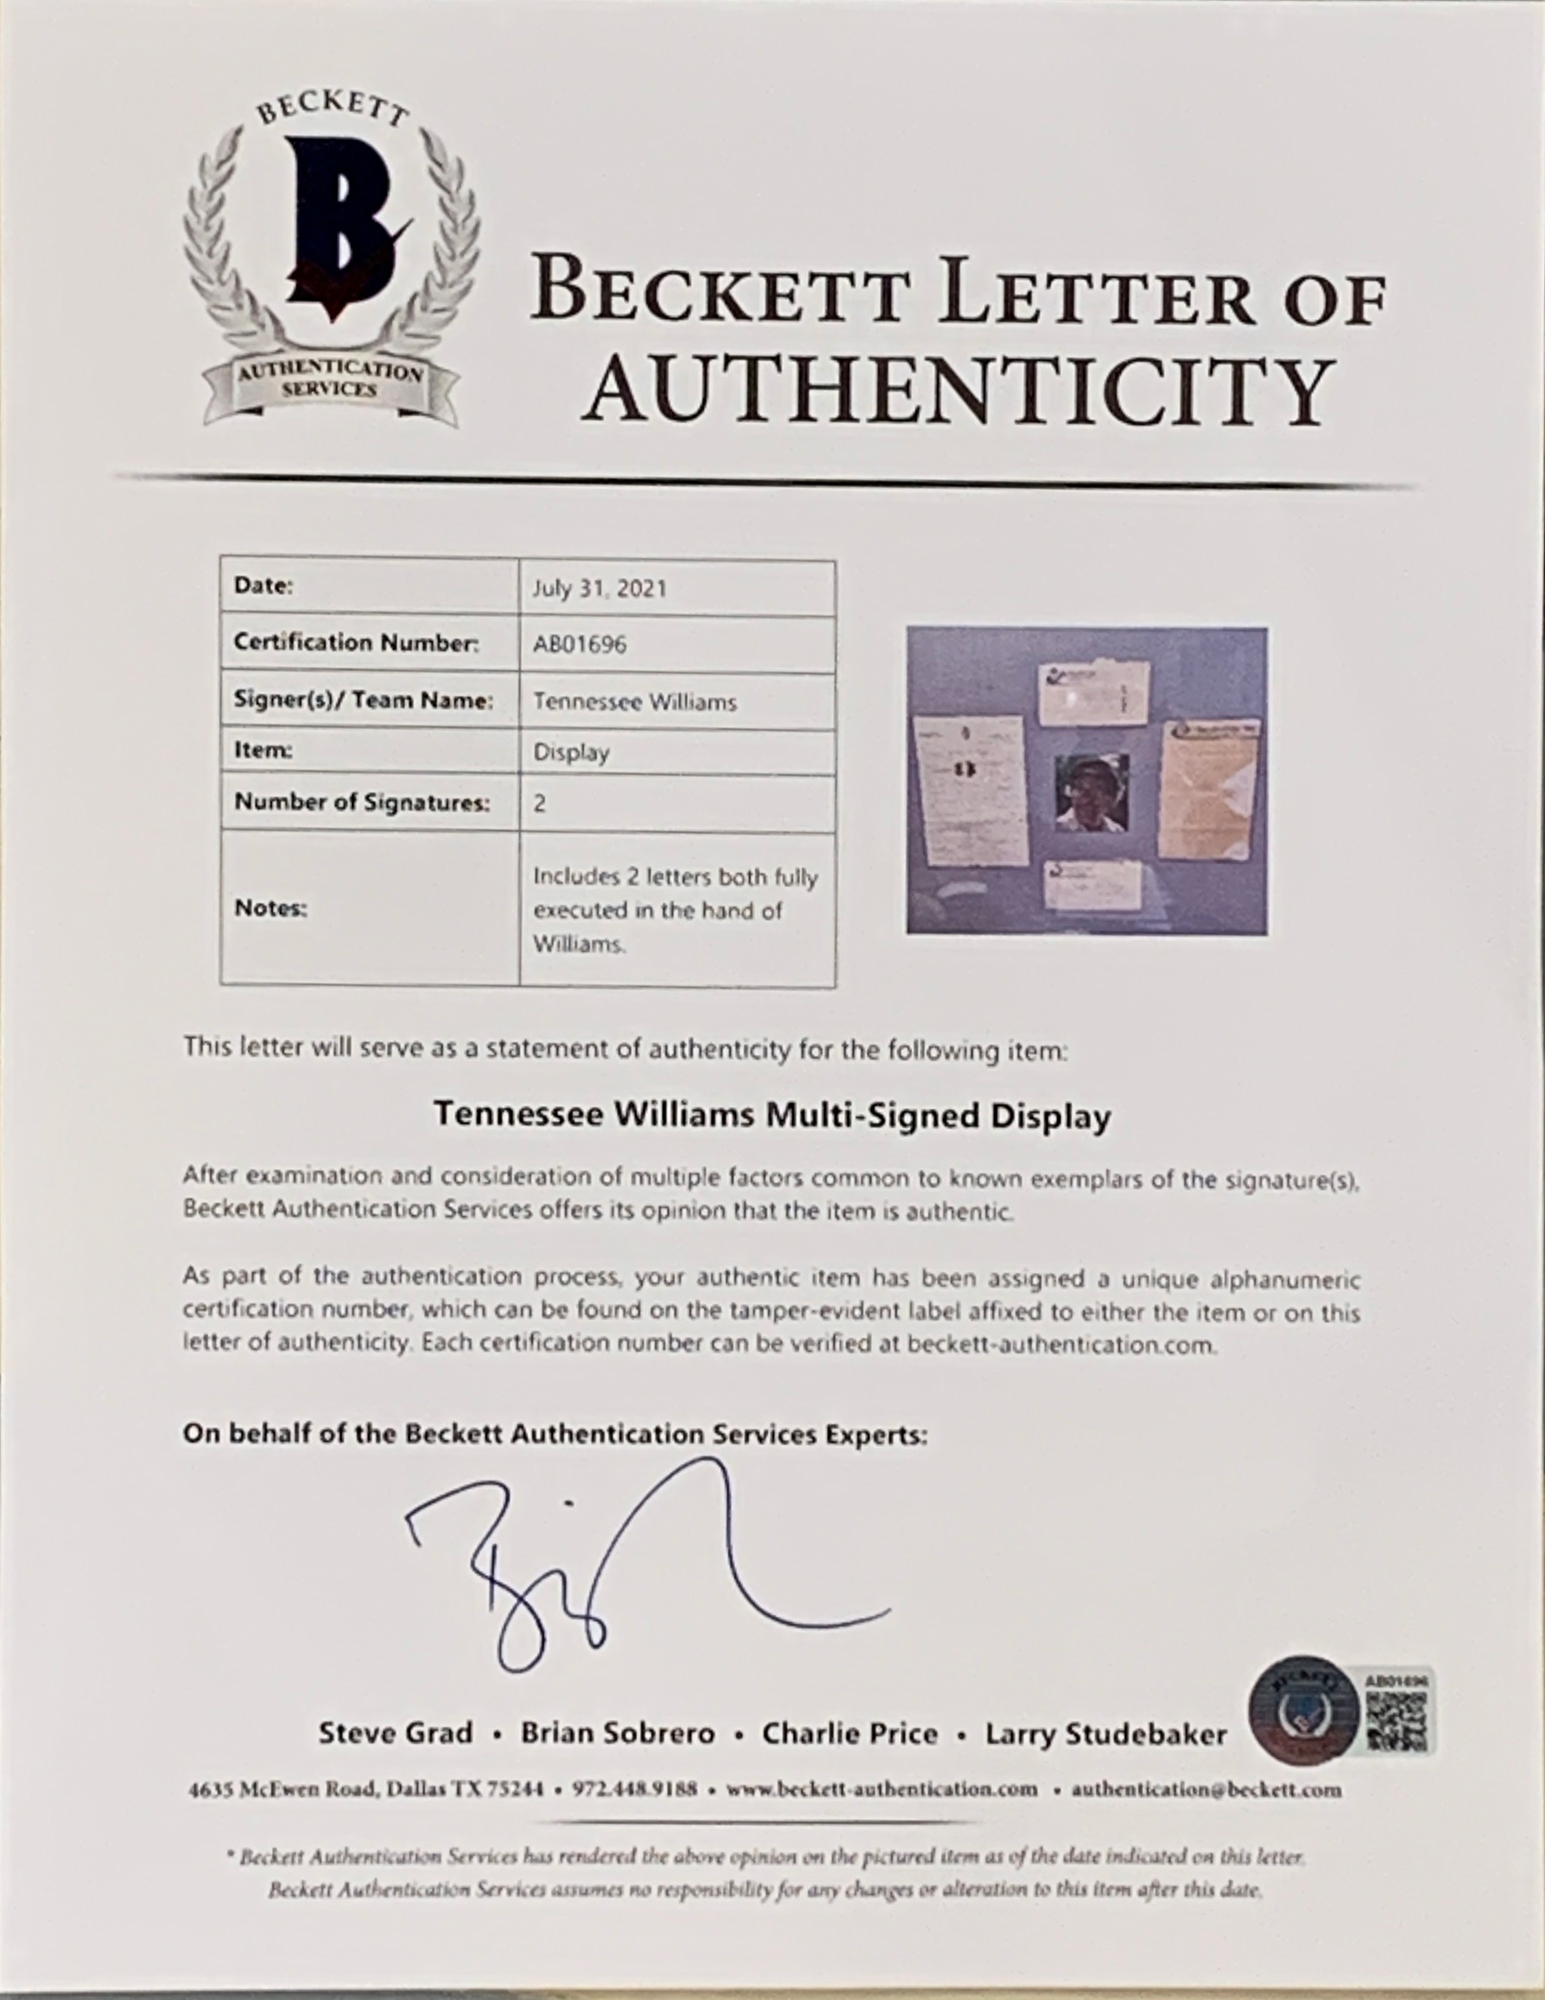 BECKETT
B
AUTHENTICATION
SERVICES
BECKETT LETTER OF
AUTHENTICITY
Date: July 31, 2021
Certification Number: AB01696
Signer(s)/ Team Name: Tennessee Williams
Item: Display
Number of Signatures: 2
Notes: Includes 2 letters both fully
executed in the hand of
Williams.
This letter will serve as a statement of authenticity for the following item:
Tennessee Williams Multi-Signed Display
After examination and consideration of multiple factors common to known exemplars of the signature(s),
Beckett Authentication Services offers its opinion that the item is authentic.
As part of the authentication process, your authentic item has been assigned a unique alphanumeric
certification number, which can be found on the tamper-evident label affixed to either the item or on this
letter of authenticity. Each certification number can be verified at beckett-authentication.com.
On behalf of the Beckett Authentication Services Experts:
Steve Grad • Brian Sobrero • Charlie Price • Larry Studebaker
BECKETT
AB01696
4635 McEwen Road, Dallas TX 75244 • 972.448.9188 • www.beckett-authentication.com • authentication@beckett.com
* Beckett Authentication Services has rendered the above opinion on the pictured item as of the date indicated on this letter.
Beckett Authentication Services assumes no responsibility for any changes or alteration to this item after this date.